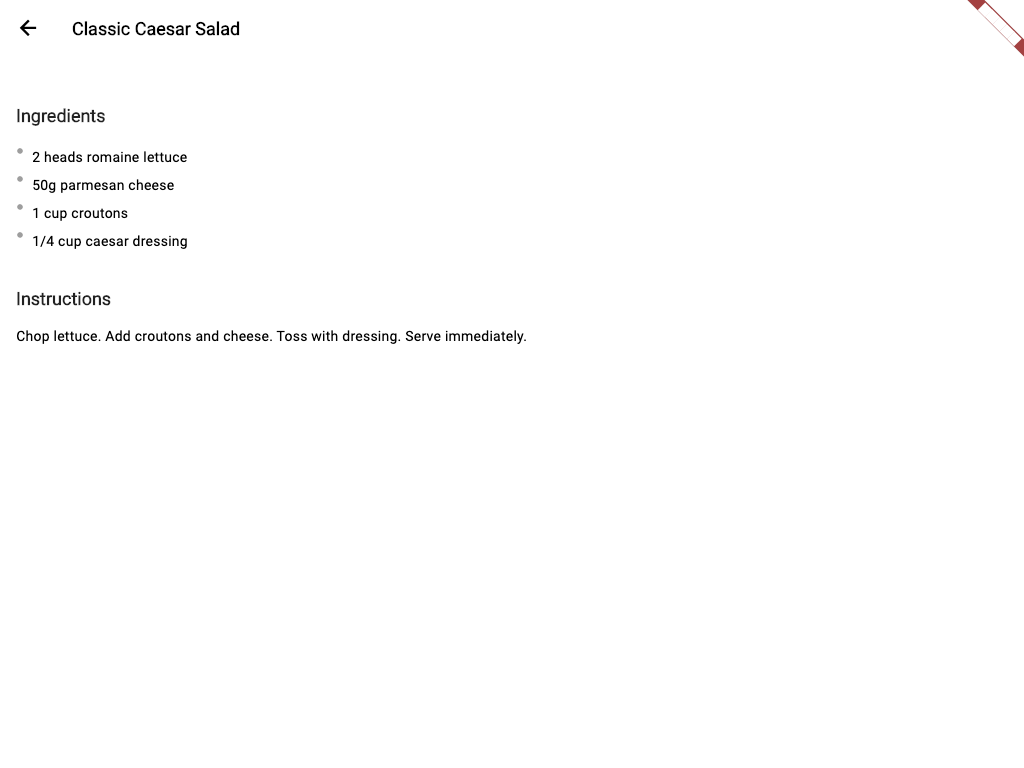 Classic Caesar Salad
Ingredients
2 heads romaine lettuce
50g parmesan cheese
1 cup croutons
1/4 cup caesar dressing
Instructions
Chop lettuce. Add croutons and cheese. Toss with dressing. Serve immediately.